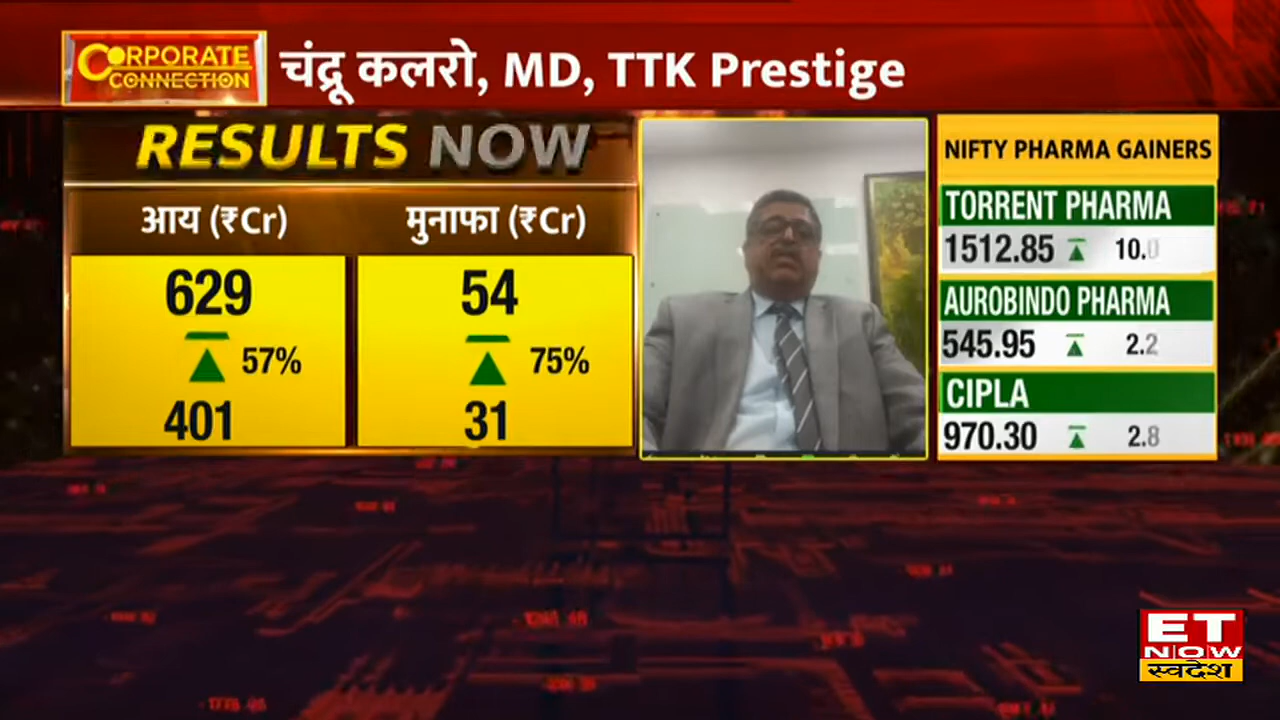 CORPORATE
CONNECTION
चंद्रू कलरो, MD, TTK Prestige
RESULTS NOW
आय (₹Cr)
मुनाफा (₹Cr)
629
57%
401
54
75%
31
NIFTY PHARMA GAINERS
TORRENT PHARMA
1512.85 10.0
AUROBINDO PHARMA
545.95 2.2
CIPLA
970.30 2.8
ET
NOW
स्वदेश